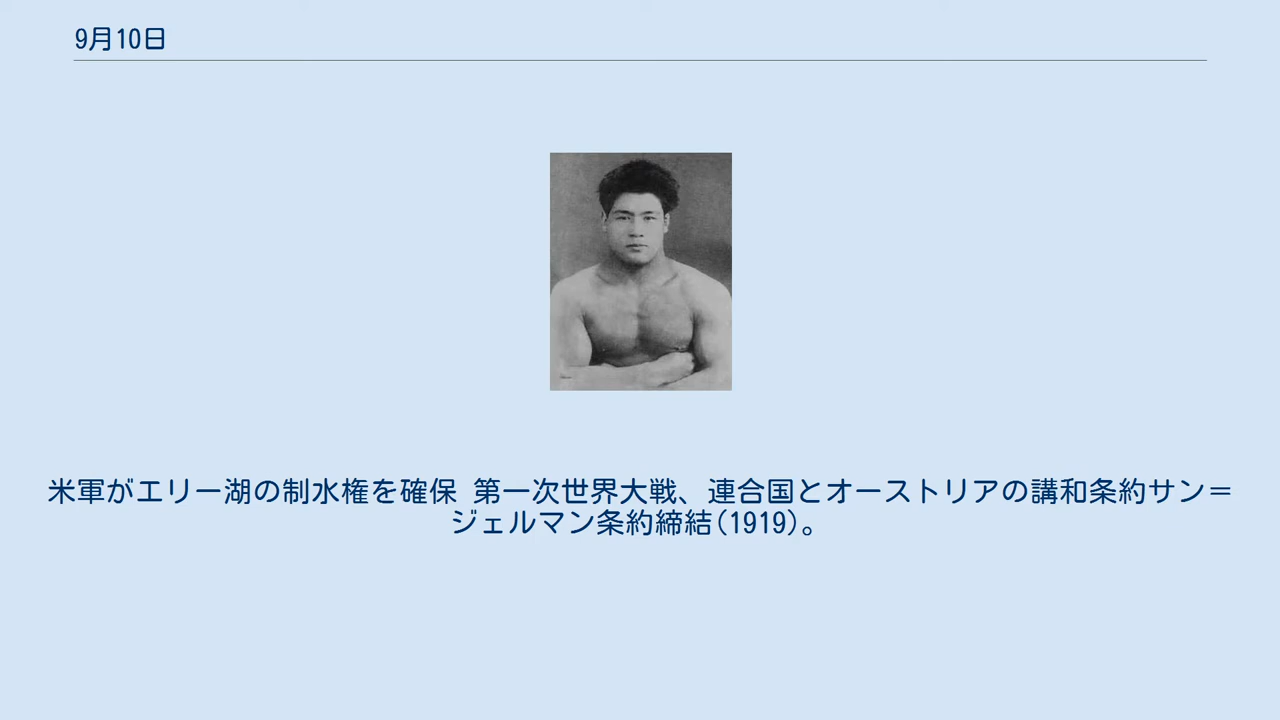 9月10日
米軍がエリー湖の制水権を確保 第一次世界大戦、連合国とオーストリアの講和条約サン＝
ジェルマン条約締結(1919)。